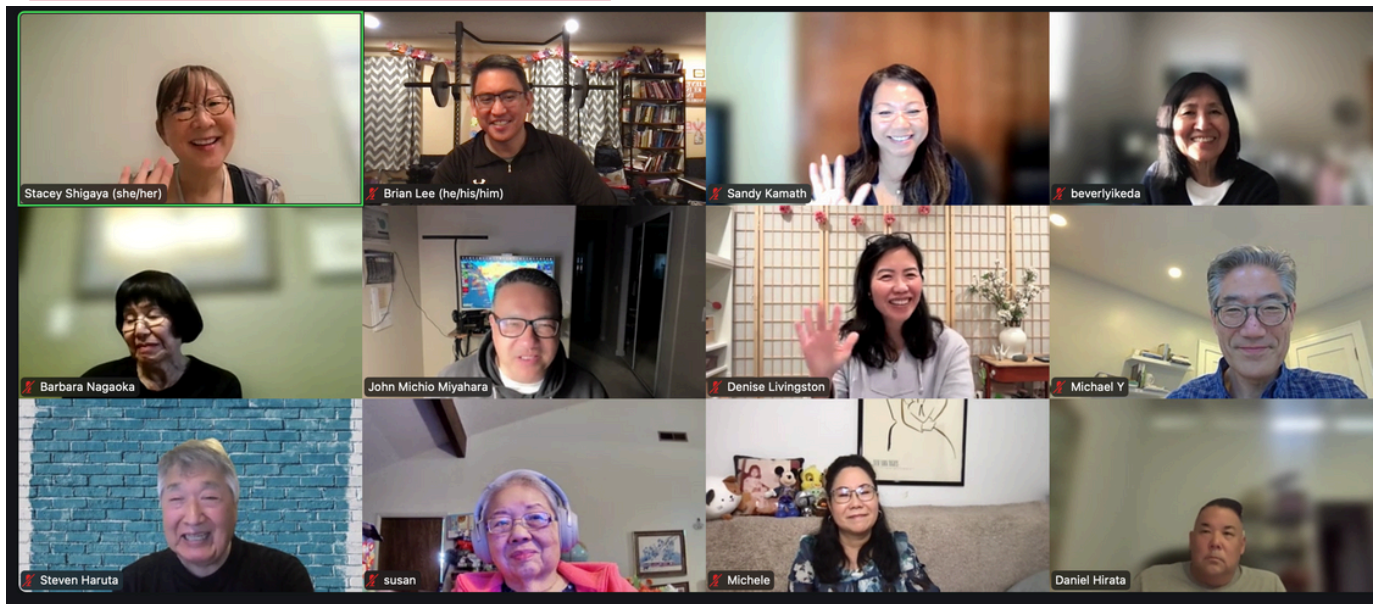 Stacey Shigaya (she/her)
Brian Lee (he/his/him)
Sandy Kamath
beverlyikeda
Barbara Nagaoka
John Michio Miyahara
Denise Livingston
Michael Y
Steven Haruta
susan
Michele
Daniel Hirata